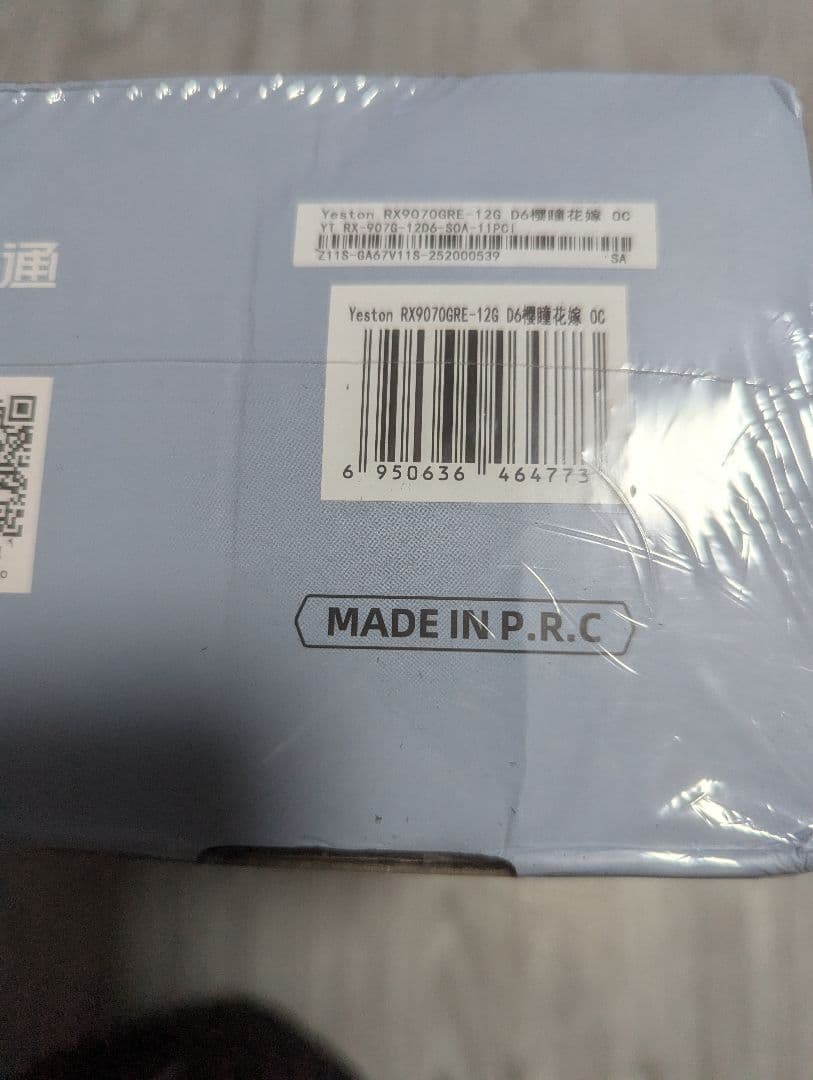 Yeston RX9070GRE-12G D6樱瞳花嫁 OC
YT RX-907G-12D6-S0A-11PCI
Z11S-GA67V11S-252000539
SA
通
Yeston RX9070GRE-12G D6樱瞳花嫁 OC
6 950636 464773
MADE IN P.R.C